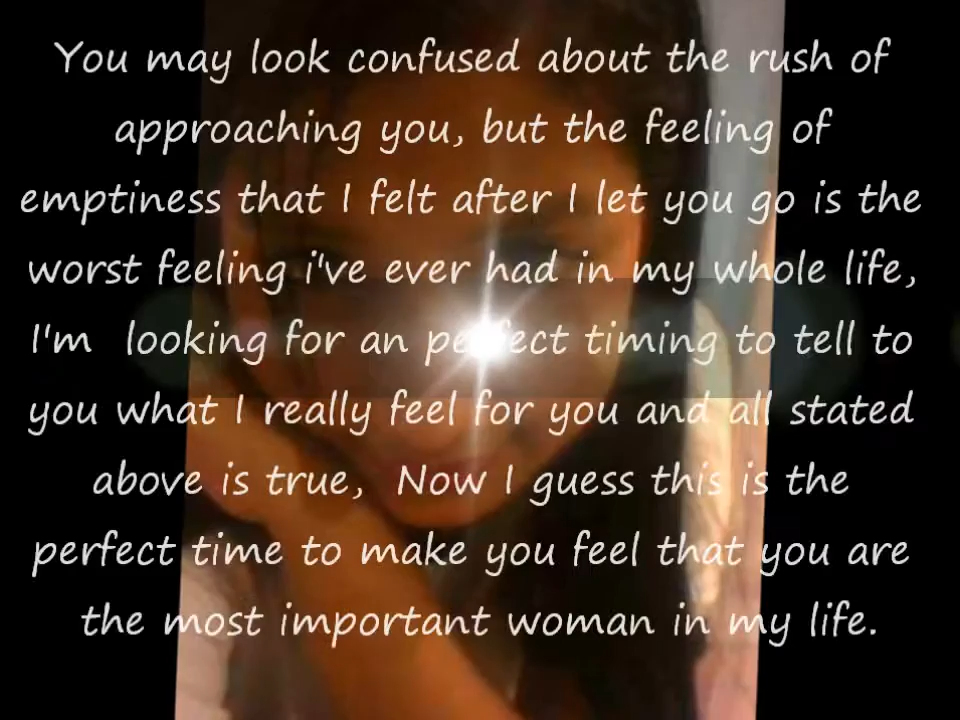 You may look confused about the rush of
approaching you, but the feeling of
emptiness that I felt after I let you go is the
worst feeling i've ever had in my whole life,
I'm looking for an perfect timing to tell to
you what I really feel for you and all stated
above is true, Now I guess this is the
perfect time to make you feel that you are
the most important woman in my life.